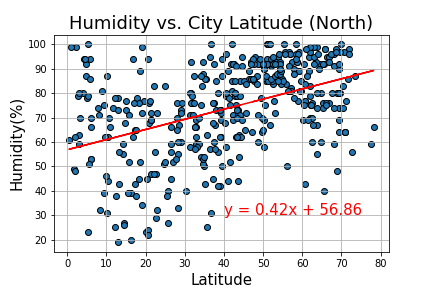 Humidity vs. City Latitude (North)
100
90
80
70
60
50
40
30
20
Humidity(%)
y = 0.42x + 56.86
0 10 20 30 40 50 60 70 80
Latitude